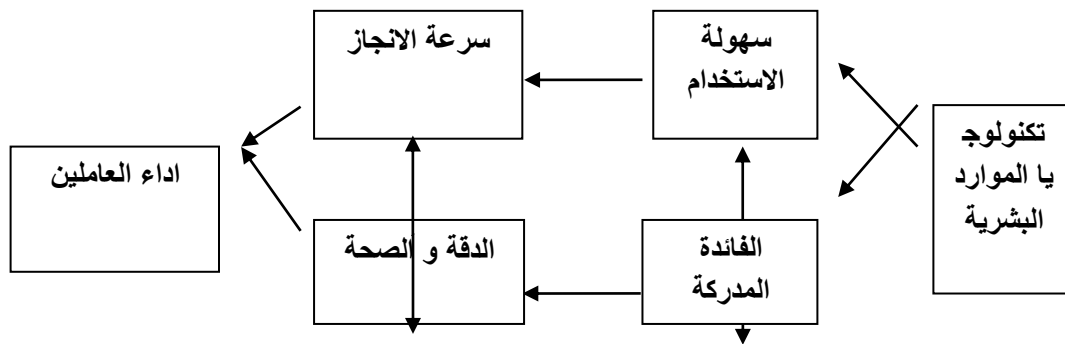 تكنولوج
يا الموارد
البشرية
سهولة
الاستخدام
سرعة الانجاز
الفائدة
المدركة
الدقة و الصحة
اداء العاملين